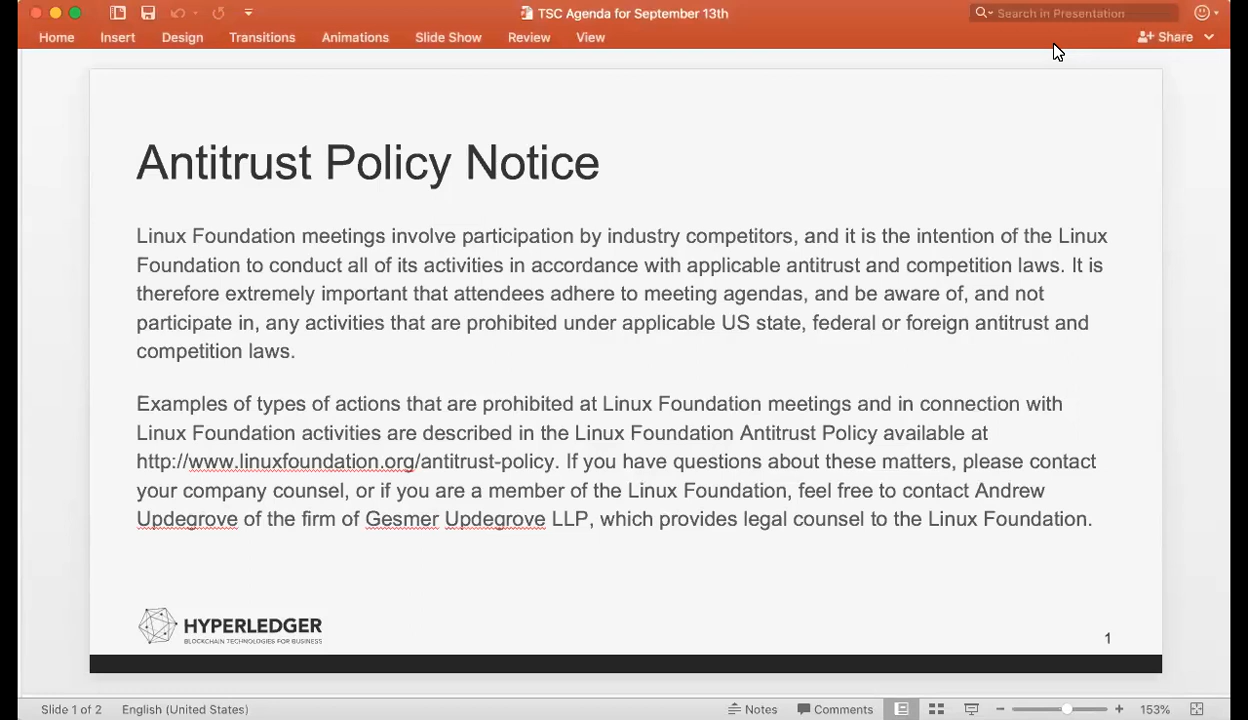 TSC Agenda for September 13th
Search in Presentation
Home Insert Design Transitions Animations Slide Show Review View
Share
Antitrust Policy Notice
Linux Foundation meetings involve participation by industry competitors, and it is the intention of the Linux
Foundation to conduct all of its activities in accordance with applicable antitrust and competition laws. It is
therefore extremely important that attendees adhere to meeting agendas, and be aware of, and not
participate in, any activities that are prohibited under applicable US state, federal or foreign antitrust and
competition laws.
Examples of types of actions that are prohibited at Linux Foundation meetings and in connection with
Linux Foundation activities are described in the Linux Foundation Antitrust Policy available at
http://www.linuxfoundation.org/antitrust-policy. If you have questions about these matters, please contact
your company counsel, or if you are a member of the Linux Foundation, feel free to contact Andrew
Updegrove of the firm of Gesmer Updegrove LLP, which provides legal counsel to the Linux Foundation.
HYPERLEDGER
BLOCKCHAIN TECHNOLOGIES FOR BUSINESS
1
Slide 1 of 2 English (United States) Notes Comments 153%